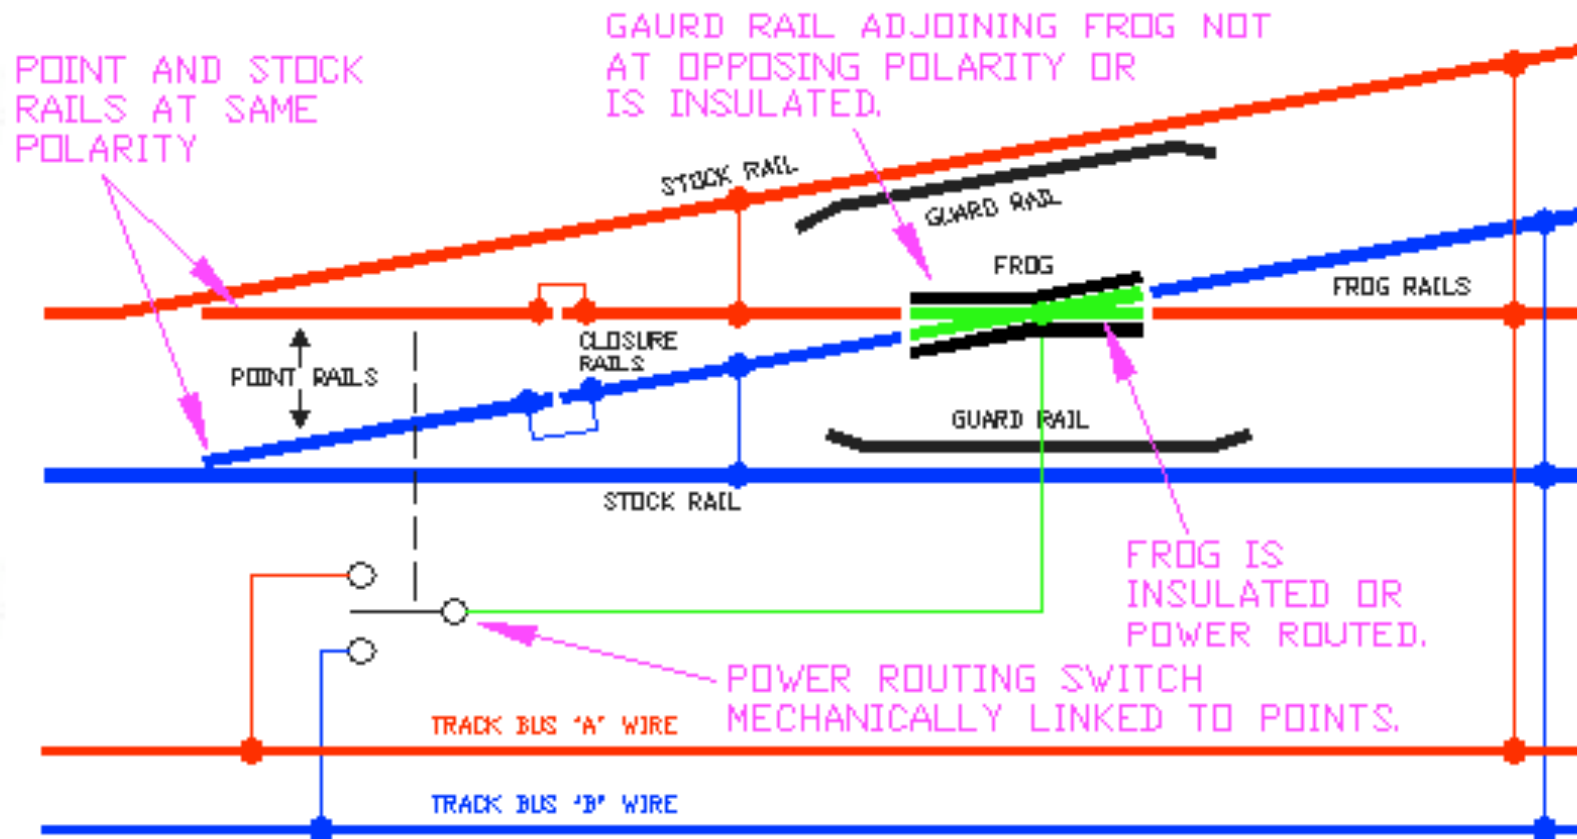 GAURD RAIL ADJOINING FROG NOT
AT OPPOSING POLARITY OR
IS INSULATED.
POINT AND STOCK
RAILS AT SAME
POLARITY
STOCK RAIL
GUARD RAIL
FROG
FROG RAILS
CLOSURE
RAILS
POINT RAILS
GUARD RAIL
STOCK RAIL
FROG IS
INSULATED OR
POWER ROUTED.
POWER ROUTING SWITCH
MECHANICALLY LINKED TO POINTS.
TRACK BUS 'A' WIRE
TRACK BUS 'B' WIRE